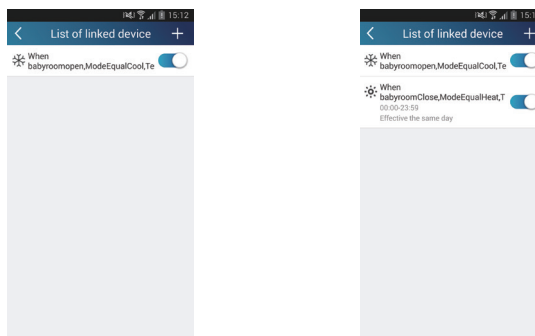 15:12
List of linked device
When
babyroomopen,ModeEqualCool,Te
15:1
List of linked device
When
babyroomopen,ModeEqualCool,Te
When
babyroomClose,ModeEqualHeat,T
00:00-23:59
Effective the same day